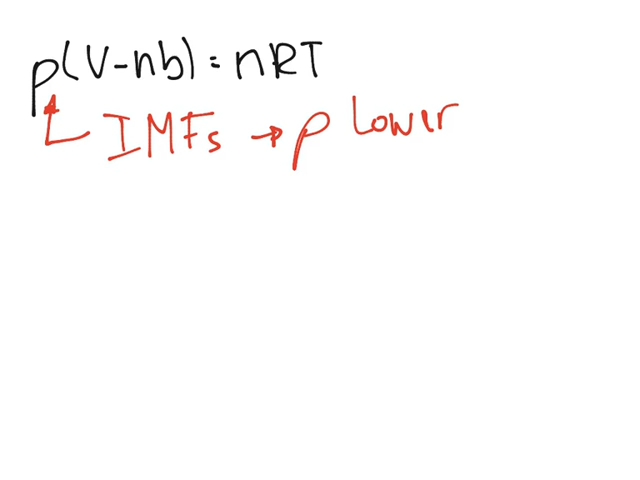 p(V-nb) = nRT
IMFs → p lower